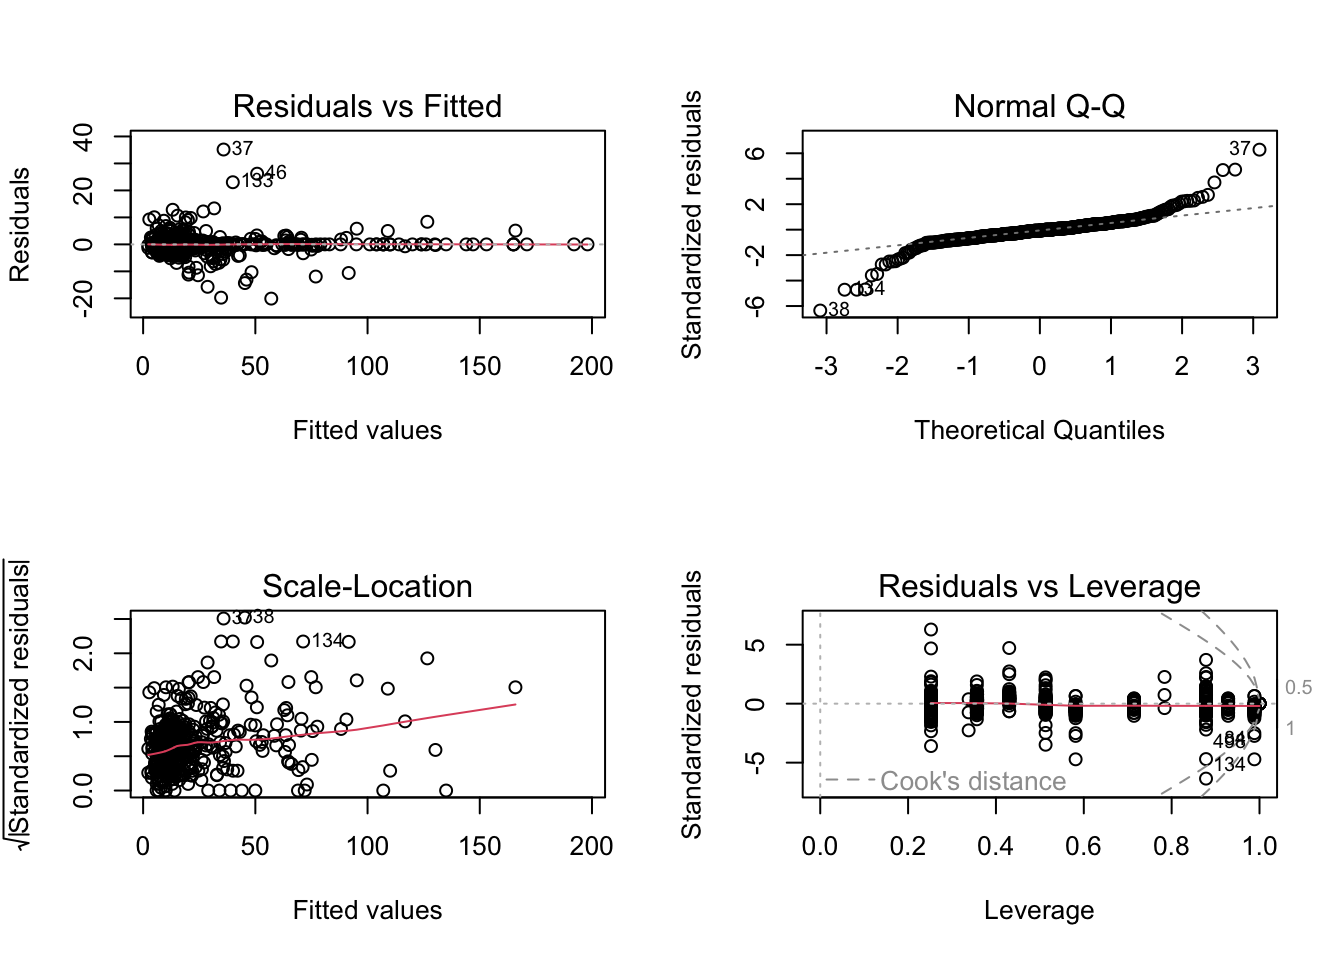 Residuals vs Fitted
Residuals
-20 0 20 40
37
46
133
0 50 100 150 200
Fitted values
Normal Q-Q
Standardized residuals
-6 -2 2 6
37
134
38
-3 -2 -1 0 1 2 3
Theoretical Quantiles
Scale-Location
√|Standardized residuals|
0.0 1.0 2.0
37
38
134
0 50 100 150 200
Fitted values
Residuals vs Leverage
Standardized residuals
-5 0 5
0.5
1
134
Cook's distance
0.0 0.2 0.4 0.6 0.8 1.0
Leverage